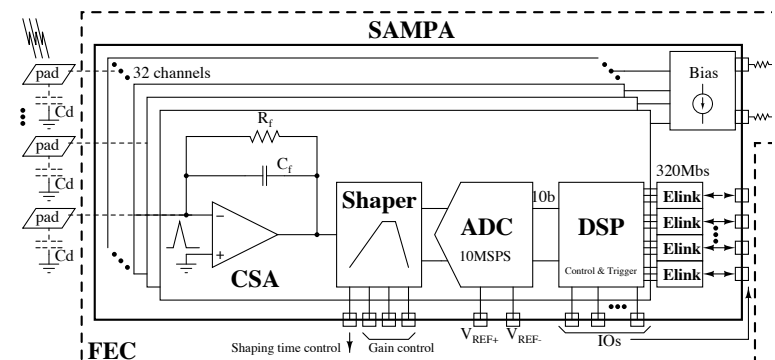 SAMPA
pad
32 channels
Bias
Cd
R_f
pad
C_f
Cd
320Mbs
Shaper
10b
Elink
pad
ADC
DSP
Elink
10MSPS
Elink
Cd
CSA
Control & Trigger
Elink
V_REF+
V_REF-
IOs
FEC
Shaping time control
Gain control